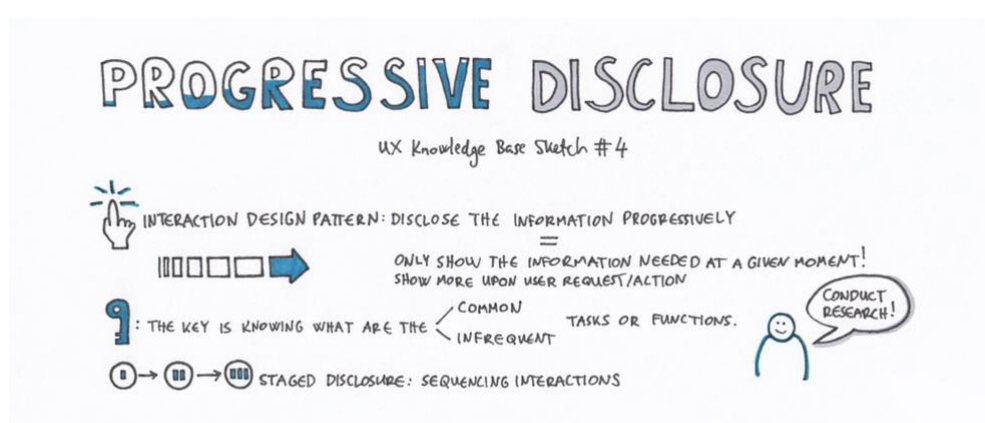 PROGRESSIVE DISCLOSURE
UX Knowledge Base Sketch #4
INTERACTION DESIGN PATTERN: DISCLOSE THE INFORMATION PROGRESSIVELY
=
ONLY SHOW THE INFORMATION NEEDED AT A GIVEN MOMENT!
SHOW MORE UPON USER REQUEST/ACTION
CONDUCT
RESEARCH!
: THE KEY IS KNOWING WHAT ARE THE
COMMON
INFREQUENT
TASKS OR FUNCTIONS.
STAGED DISCLOSURE: SEQUENCING INTERACTIONS